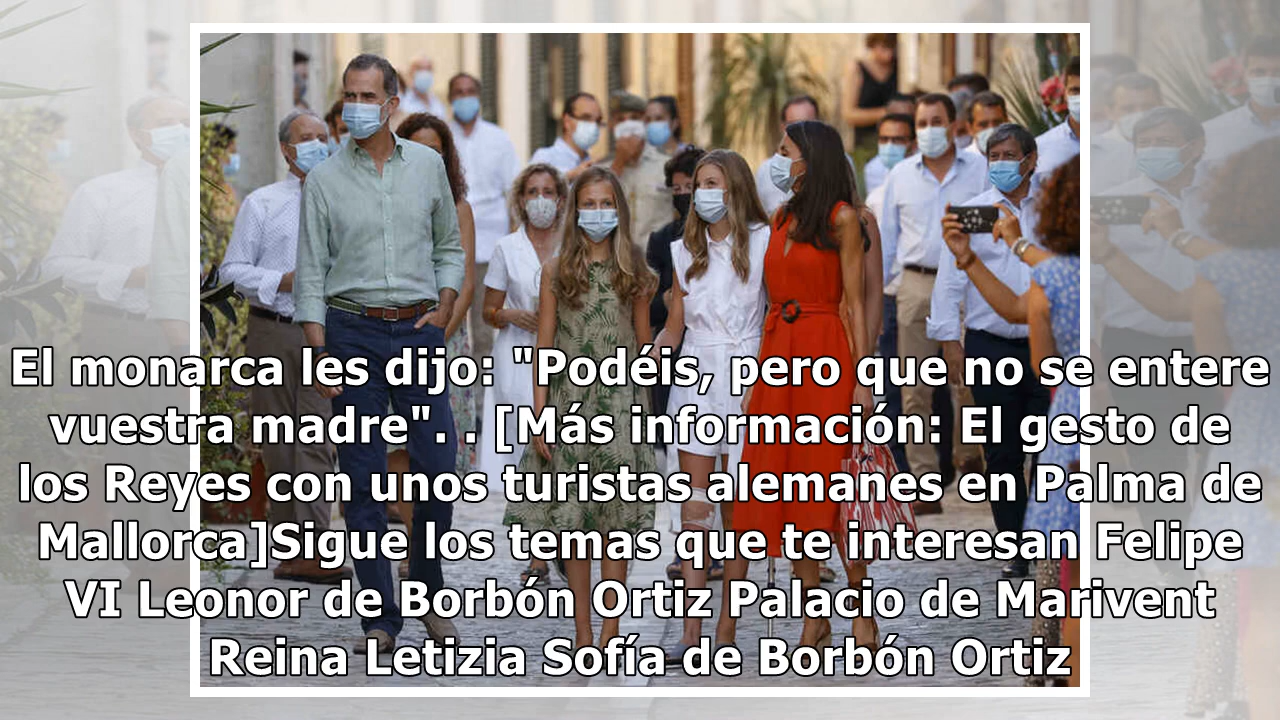 El monarca les dijo: "Podéis, pero que no se entere
vuestra madre". . [Más información: El gesto de
los Reyes con unos turistas alemanes en Palma de
Mallorca]Sigue los temas que te interesan Felipe
VI Leonor de Borbón Ortiz Palacio de Marivent
Reina Letizia Sofía de Borbón Ortiz